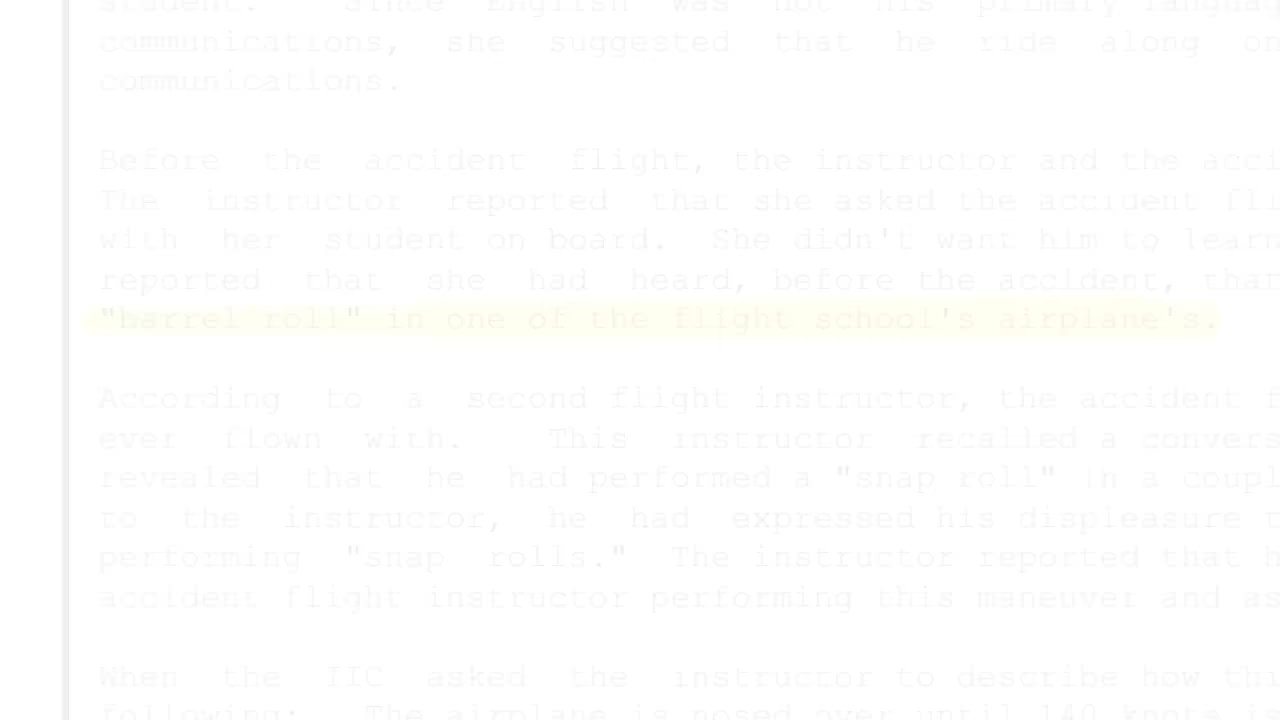 student. Since English was not his primary languag
communications, she suggested that he ride along on
communications.
Before the accident flight, the instructor and the acci
The instructor reported that she asked the accident fli
with her student on board. She didn't want him to learn
reported that she had heard, before the accident, that
"barrel roll" in one of the flight school's airplane's.
According to a second flight instructor, the accident f
ever flown with. This instructor recalled a convers
revealed that he had performed a "snap roll" in a coupl
to the instructor, he had expressed his displeasure t
performing "snap rolls." The instructor reported that h
accident flight instructor performing this maneuver and as
When the IIC asked the instructor to describe how thi
following: The airplane is nosed over until 140 knots is